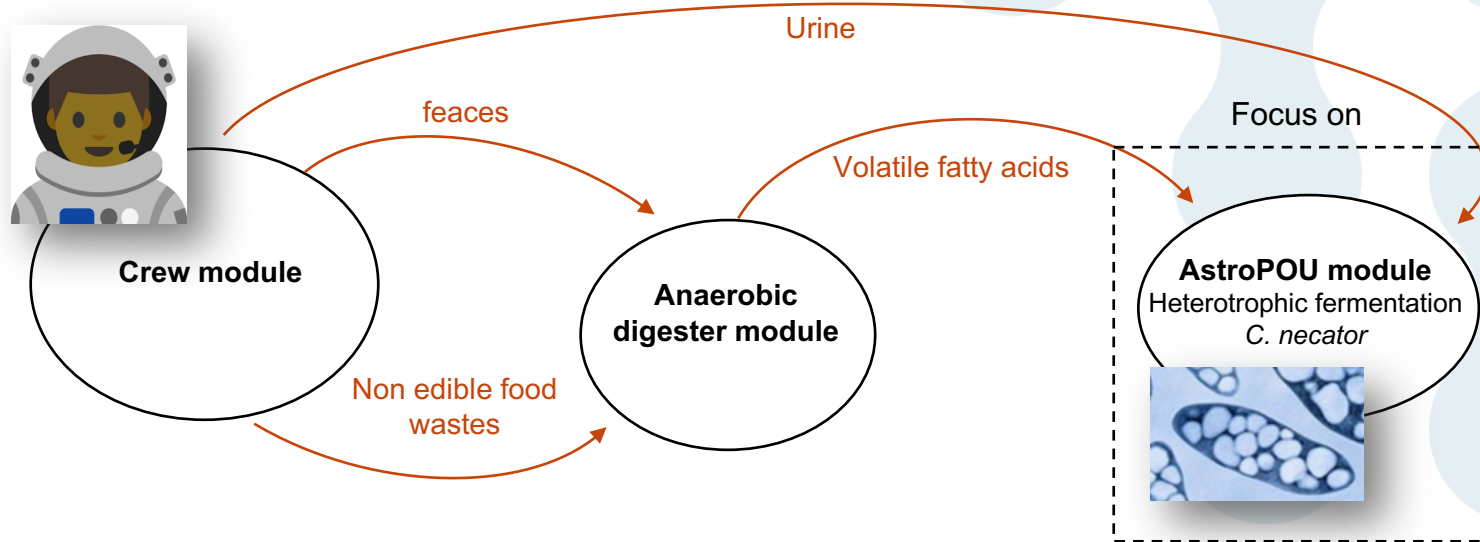 Urine
feaces
Focus on
Volatile fatty acids
Crew module
Anaerobic
digester module
AstroPOU module
Heterotrophic fermentation
C. necator
Non edible food
wastes